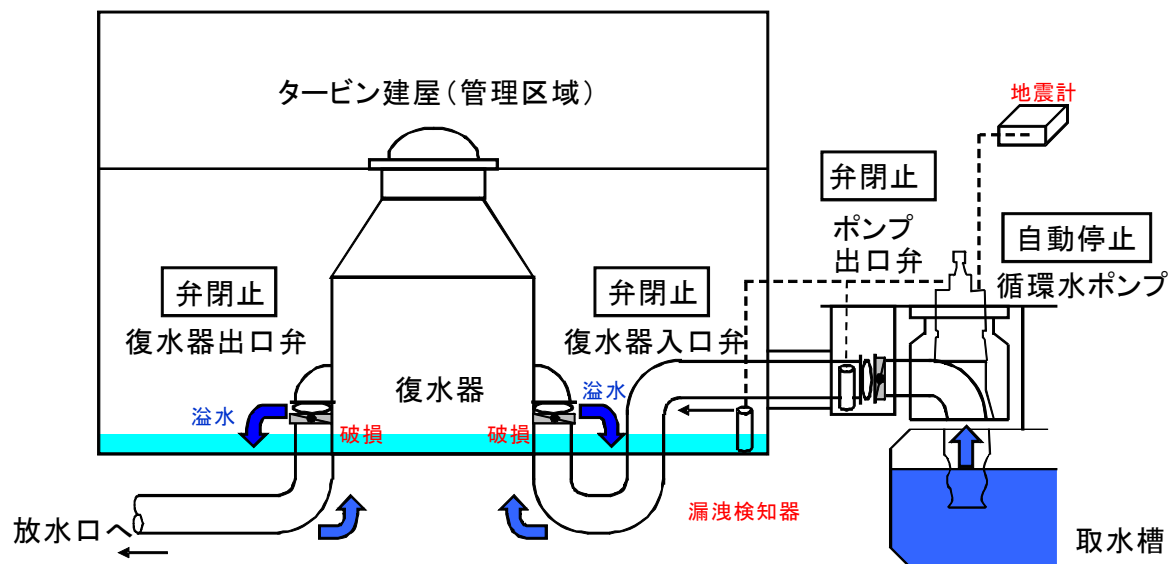 タービン建屋(管理区域)
地震計
弁閉止
ポンプ
出口弁
自動停止
循環水ポンプ
弁閉止
復水器出口弁
弁閉止
復水器入口弁
復水器
溢水
溢水
破損
破損
漏洩検知器
放水口へ
取水槽